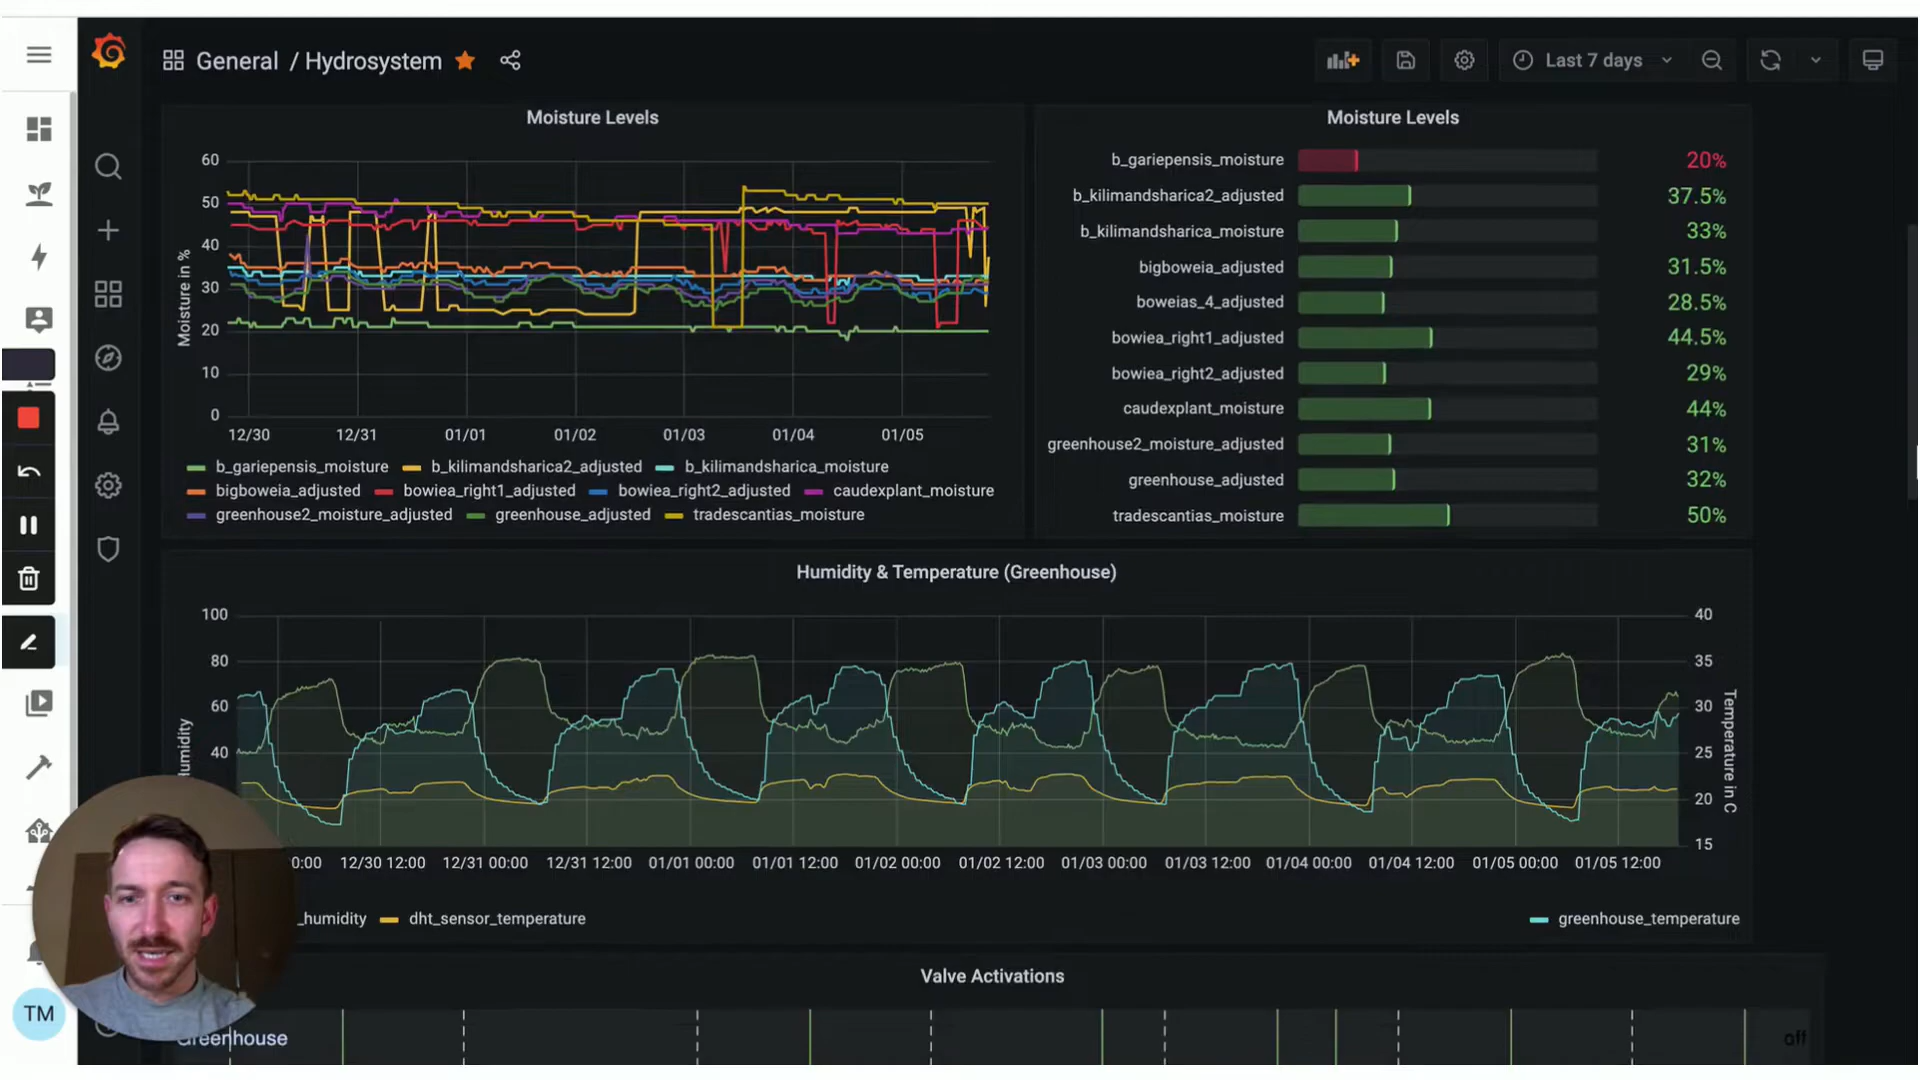 General / Hydrosystem
Last 7 days
Moisture Levels
Moisture in %
60
50
40
30
20
10
0
12/30 12/31 01/01 01/02 01/03 01/04 01/05
b_gariepensis_moisture b_kilimandsharica2_adjusted b_kilimandsharica_moisture
bigboweia_adjusted bowiea_right1_adjusted bowiea_right2_adjusted caudexplant_moisture
greenhouse2_moisture_adjusted greenhouse_adjusted tradescantias_moisture
Moisture Levels
b_gariepensis_moisture 20%
b_kilimandsharica2_adjusted 37.5%
b_kilimandsharica_moisture 33%
bigboweia_adjusted 31.5%
boweias_4_adjusted 28.5%
bowiea_right1_adjusted 44.5%
bowiea_right2_adjusted 29%
caudexplant_moisture 44%
greenhouse2_moisture_adjusted 31%
greenhouse_adjusted 32%
tradescantias_moisture 50%
Humidity & Temperature (Greenhouse)
100
80
60
40
40
35
30
25
20
15
Temperature in C
12/30 12:00 12/31 00:00 12/31 12:00 01/01 00:00 01/01 12:00 01/02 00:00 01/02 12:00 01/03 00:00 01/03 12:00 01/04 00:00 01/04 12:00 01/05 00:00 01/05 12:00
_humidity dht_sensor_temperature greenhouse_temperature
Valve Activations
Greenhouse off
TM